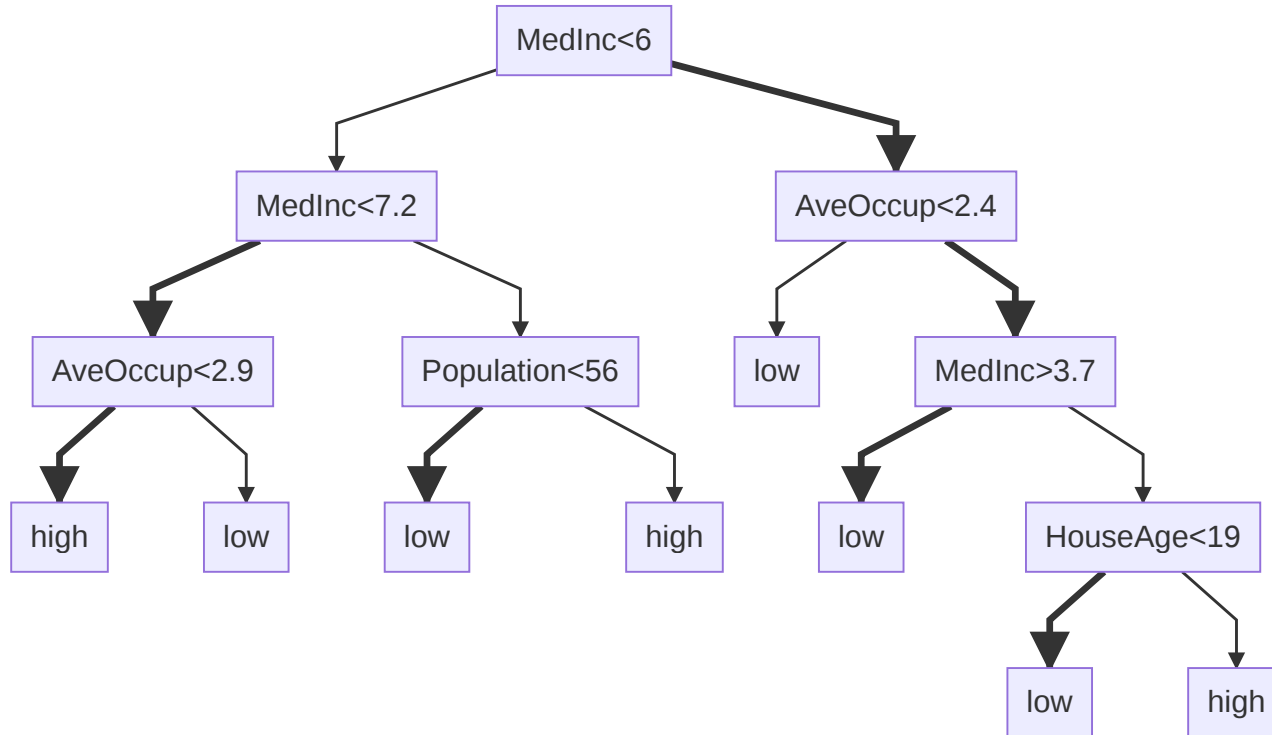 MedInc<6
MedInc<7.2
AveOccup<2.4
AveOccup<2.9
Population<56
low
MedInc>3.7
high
low
low
high
low
HouseAge<19
low
high